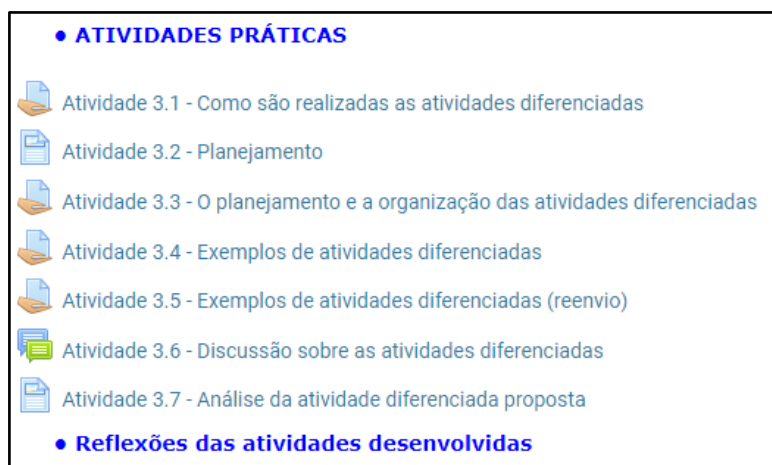 • ATIVIDADES PRÁTICAS
Atividade 3.1 - Como são realizadas as atividades diferenciadas
Atividade 3.2 - Planejamento
Atividade 3.3 - O planejamento e a organização das atividades diferenciadas
Atividade 3.4 - Exemplos de atividades diferenciadas
Atividade 3.5 - Exemplos de atividades diferenciadas (reenvio)
Atividade 3.6 - Discussão sobre as atividades diferenciadas
Atividade 3.7 - Análise da atividade diferenciada proposta
• Reflexões das atividades desenvolvidas